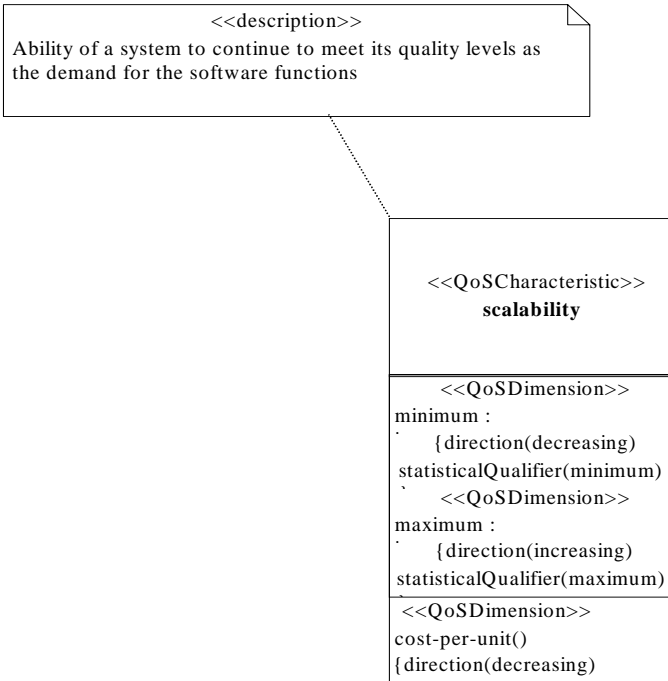 <<description>>
Ability of a system to continue to meet its quality levels as
the demand for the software functions
<<QoSCharacteristic>>
scalability
<<QoSDimension>>
minimum :
{direction(decreasing)
statisticalQualifier(minimum)
<<QoSDimension>>
maximum :
{direction(increasing)
statisticalQualifier(maximum)
<<QoSDimension>>
cost-per-unit()
{direction(decreasing)